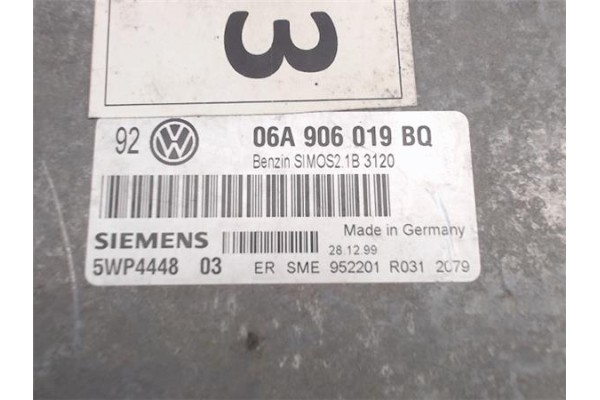 3
92 VW 06A 906 019 BQ
Benzin SIMOS2.1B 3120
Made in Germany
SIEMENS 28.12.99
5WP4448 03 ER SME 952201 R031 2079